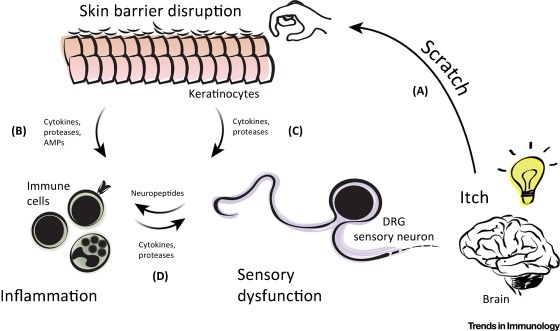 Skin barrier disruption
Keratinocytes
Scratch
(A)
(B)
Cytokines,
proteases,
AMPs
Cytokines,
proteases
(C)
Immune
cells
Neuropeptides
Cytokines,
proteases
(D)
Inflammation
DRG
sensory neuron
Sensory
dysfunction
Itch
Brain
Trends in Immunology